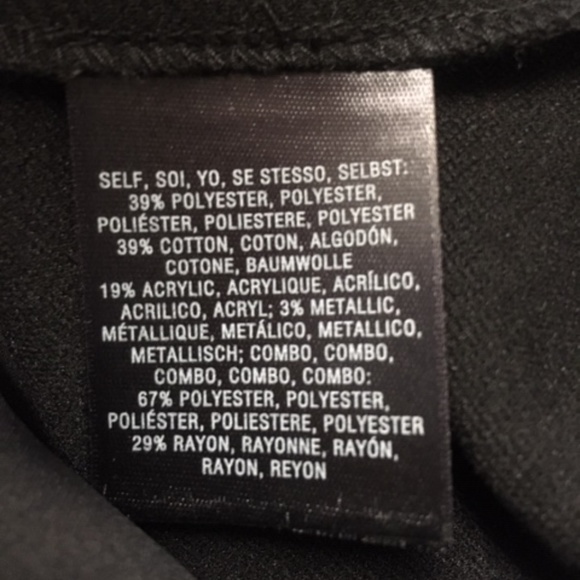 SELF, SOI, YO, SE STESSO, SELBST:
39% POLYESTER, POLYESTER,
POLIÉSTER, POLIESTERE, POLYESTER
39% COTTON, COTON, ALGODÓN,
COTONE, BAUMWOLLE
19% ACRYLIC, ACRYLIQUE, ACRÍLICO,
ACRILICO, ACRYL; 3% METALLIC,
MÉTALLIQUE, METÁLICO, METALLICO,
METALLISCH; COMBO, COMBO,
COMBO, COMBO, COMBO:
67% POLYESTER, POLYESTER,
POLIÉSTER, POLIESTERE, POLYESTER
29% RAYON, RAYONNE, RAYÓN,
RAYON, REYON